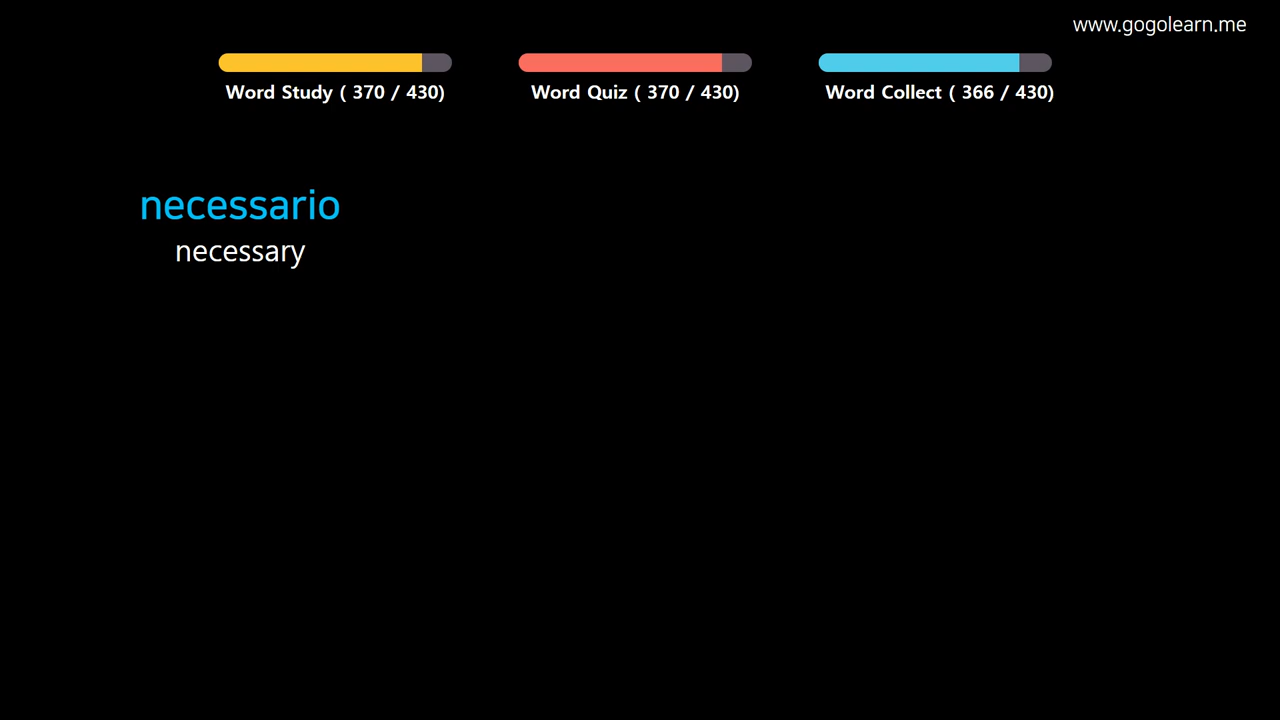 www.gogolearn.me
Word Study ( 370 / 430)
Word Quiz ( 370 / 430)
Word Collect ( 366 / 430)
necessario
necessary